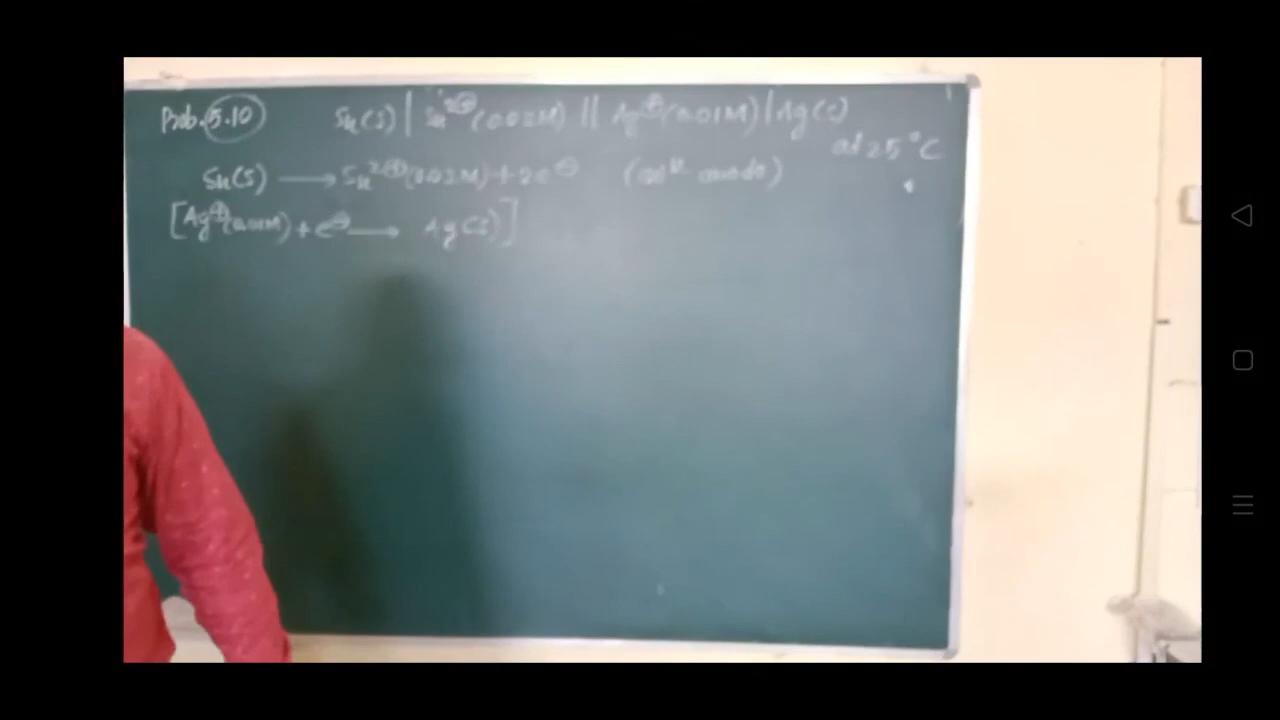 Prob. 5.10 Sn(s) | Sn²⊕ (0.02M) || Ag⊕(0.01M) | Ag(s)
at 25°C
Sn(s) ⟶ Sn²⊕(0.02M) + 2e⊖ (at anode)
[Ag⊕(0.01M) + e⊖ ⟶ Ag(s)]